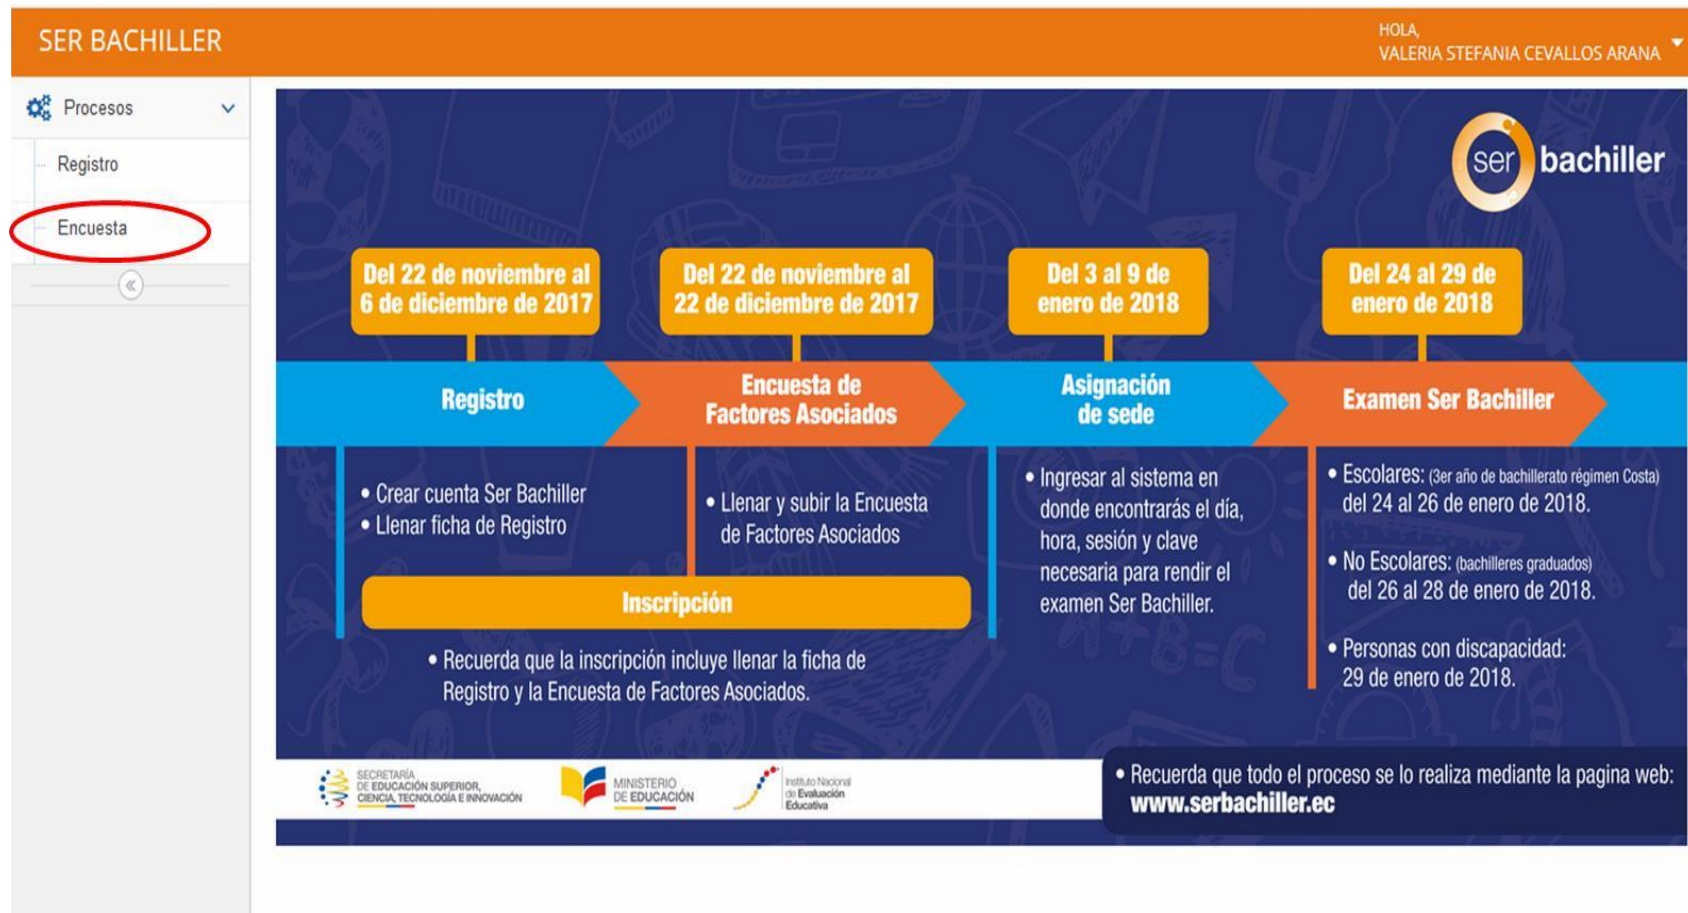 SER BACHILLER
HOLA,
VALERIA STEFANIA CEVALLOS ARANA
Procesos
Registro
Encuesta
ser bachiller
Del 22 de noviembre al
6 de diciembre de 2017
Del 22 de noviembre al
22 de diciembre de 2017
Del 3 al 9 de
enero de 2018
Del 24 al 29 de
enero de 2018
Registro
Encuesta de
Factores Asociados
Asignación
de sede
Examen Ser Bachiller
• Crear cuenta Ser Bachiller
• Llenar ficha de Registro
• Llenar y subir la Encuesta
de Factores Asociados
Inscripción
• Recuerda que la inscripción incluye llenar la ficha de
Registro y la Encuesta de Factores Asociados.
• Ingresar al sistema en
donde encontrarás el día,
hora, sesión y clave
necesaria para rendir el
examen Ser Bachiller.
• Escolares: (3er año de bachillerato régimen Costa)
del 24 al 26 de enero de 2018.
• No Escolares: (bachilleres graduados)
del 26 al 28 de enero de 2018.
• Personas con discapacidad:
29 de enero de 2018.
A+B=C
SECRETARÍA
DE EDUCACIÓN SUPERIOR,
CIENCIA, TECNOLOGÍA E INNOVACIÓN
MINISTERIO
DE EDUCACIÓN
Instituto Nacional
de Evaluación
Educativa
• Recuerda que todo el proceso se lo realiza mediante la pagina web:
www.serbachiller.ec